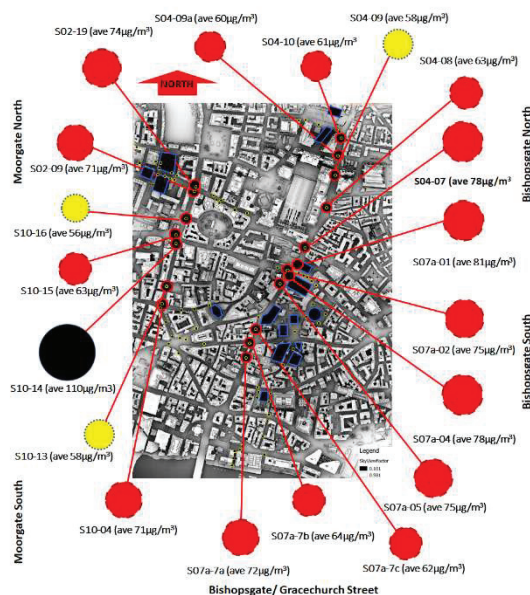 S04-09a (ave 60µg/m³)
S04-09 (ave 58µg/m³)
S02-19 (ave 74µg/m³)
S04-10 (ave 61µg/m³
S04-08 (ave 63µg/m³)
NORTH
Moorgate North
Bishopsgate North
S02-09 (ave 71µg/m³)
S04-07 (ave 78µg/m³
S10-16 (ave 56µg/m³)
S07a-01 (ave 81µg/m³)
S10-15 (ave 63µg/m³)
S07a-02 (ave 75µg/m³)
Bishopsgate South
S10-14 (ave 110µg/m3)
S07a-04 (ave 78µg/m³)
Legend
S10-13 (ave 58µg/m³)
S07a-05 (ave 75µg/m³)
Moorgate South
S10-04 (ave 71µg/m³)
S07a-7b (ave 64µg/m³)
S07a-7a (ave 72µg/m³)
S07a-7c (ave 62µg/m³)
Bishopsgate/ Gracechurch Street